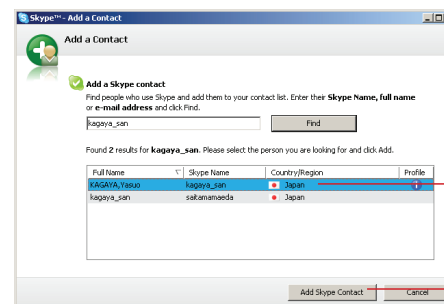 Skype™ - Add a Contact
Add a Contact
Add a Skype contact
Find people who use Skype and add them to your contact list. Enter their Skype Name, full name
or e-mail address and click Find.
kagaya_san Find
Found 2 results for kagaya_san. Please select the person you are looking for and click Add.
Full Name Skype Name Country/Region Profile
KAGAYA,Yasuo kagaya_san Japan
kagaya_san saitamamaeda Japan
Add Skype Contact Cancel